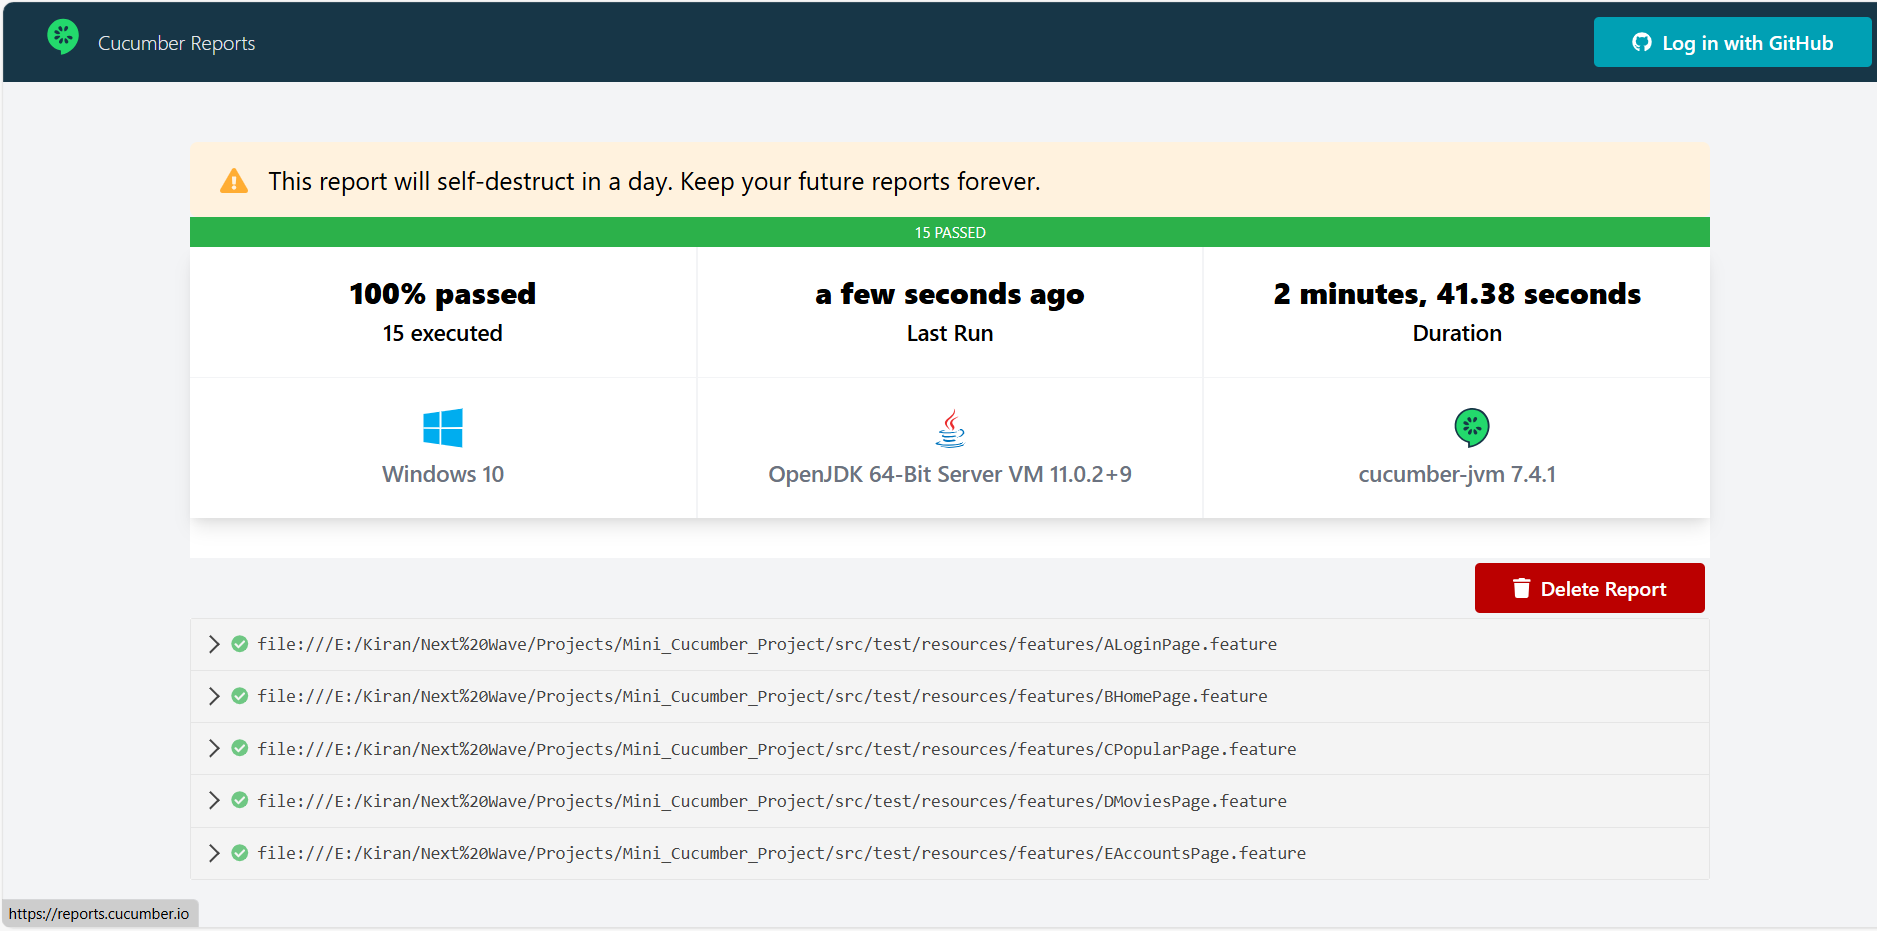 Cucumber Reports
Log in with GitHub
This report will self-destruct in a day. Keep your future reports forever.
15 PASSED
100% passed
15 executed
a few seconds ago
Last Run
2 minutes, 41.38 seconds
Duration
Windows 10
OpenJDK 64-Bit Server VM 11.0.2+9
cucumber-jvm 7.4.1
Delete Report
file:///E:/Kiran/Next%20Wave/Projects/Mini_Cucumber_Project/src/test/resources/features/ALoginPage.feature
file:///E:/Kiran/Next%20Wave/Projects/Mini_Cucumber_Project/src/test/resources/features/BHomePage.feature
file:///E:/Kiran/Next%20Wave/Projects/Mini_Cucumber_Project/src/test/resources/features/CPopularPage.feature
file:///E:/Kiran/Next%20Wave/Projects/Mini_Cucumber_Project/src/test/resources/features/DMoviesPage.feature
file:///E:/Kiran/Next%20Wave/Projects/Mini_Cucumber_Project/src/test/resources/features/EAccountsPage.feature
https://reports.cucumber.io